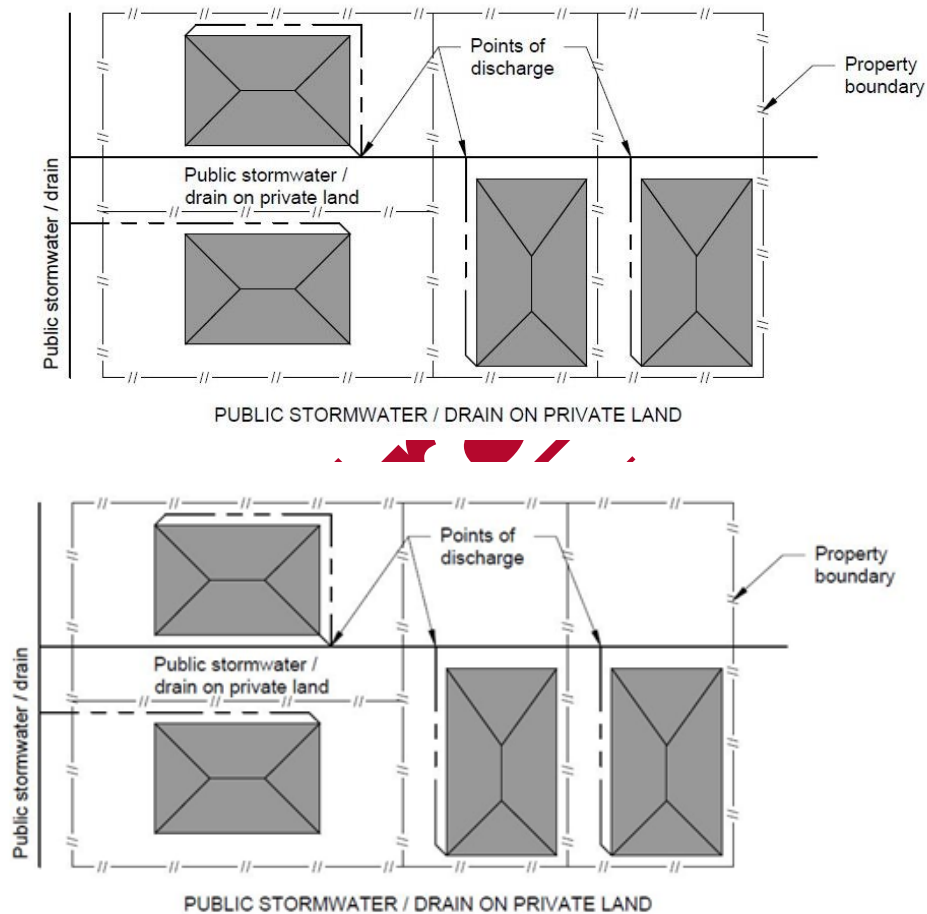 Points of
discharge
Property
boundary
Public stormwater /
drain on private land
Public stormwater / drain
PUBLIC STORMWATER / DRAIN ON PRIVATE LAND
Points of
discharge
Property
boundary
Public stormwater /
drain on private land
Public stormwater / drain
PUBLIC STORMWATER / DRAIN ON PRIVATE LAND